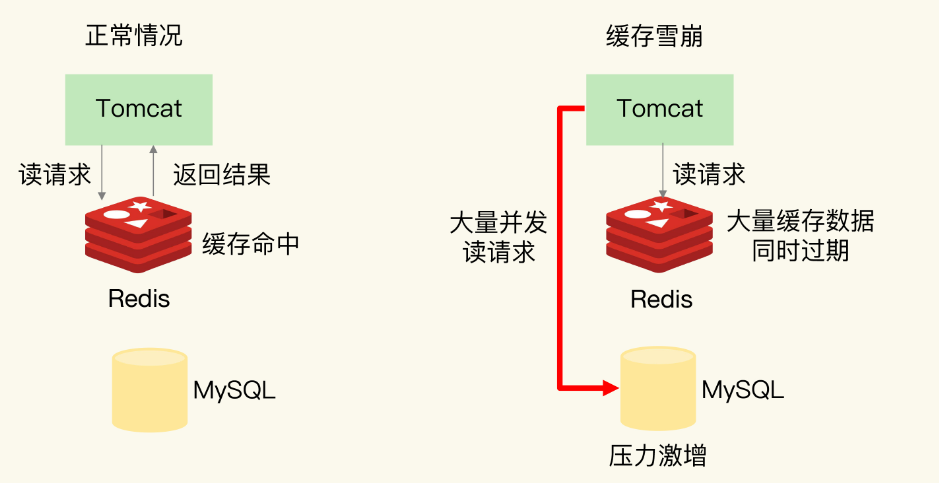 正常情况
Tomcat
读请求
返回结果
缓存命中
Redis
MySQL
缓存雪崩
Tomcat
读请求
大量并发
读请求
大量缓存数据
同时过期
Redis
MySQL
压力激增